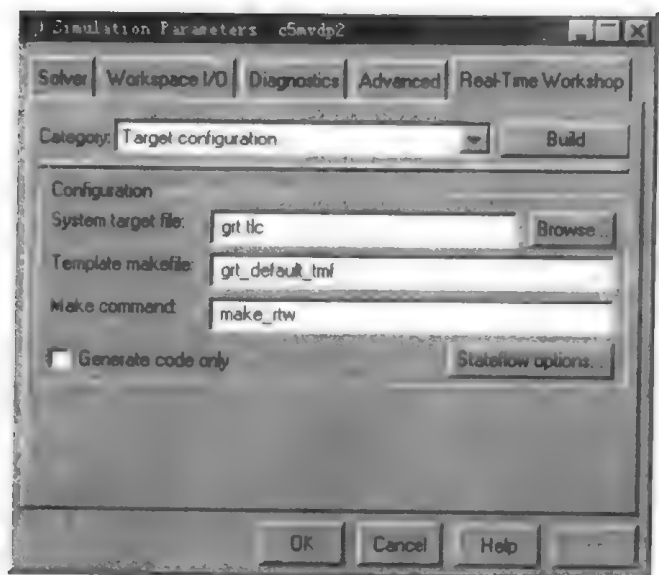 Simulation Parameters c5mvdp2
Solver Workspace I/O Diagnostics Advanced Real-Time Workshop
Category: Target configuration Build
Configuration
System target file: grt tlc Browse...
Template makefile: grt_default_tmf
Make command: make_rtw
Generate code only Stateflow options...
OK Cancel Help